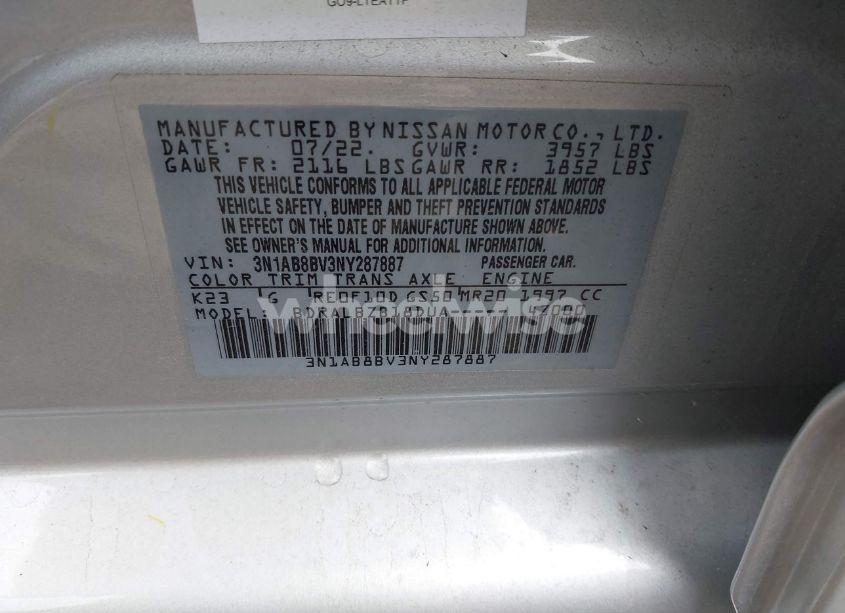 MANUFACTURED BY NISSAN MOTOR CO., LTD.
DATE: 07/22. GVWR: 3957 LBS
GAWR FR: 2116 LBS GAWR RR: 1852 LBS
THIS VEHICLE CONFORMS TO ALL APPLICABLE FEDERAL MOTOR
VEHICLE SAFETY, BUMPER AND THEFT PREVENTION STANDARDS
IN EFFECT ON THE DATE OF MANUFACTURE SHOWN ABOVE.
SEE OWNER'S MANUAL FOR ADDITIONAL INFORMATION.
VIN: 3N1AB8BV3NY287887 PASSENGER CAR.
COLOR TRIM TRANS AXLE ENGINE
K23 G RE0F10D GS50 MR20 1997 CC
MODEL: BDRALBZB18DUA----
wheelwise
3N1AB8BV3NY287887